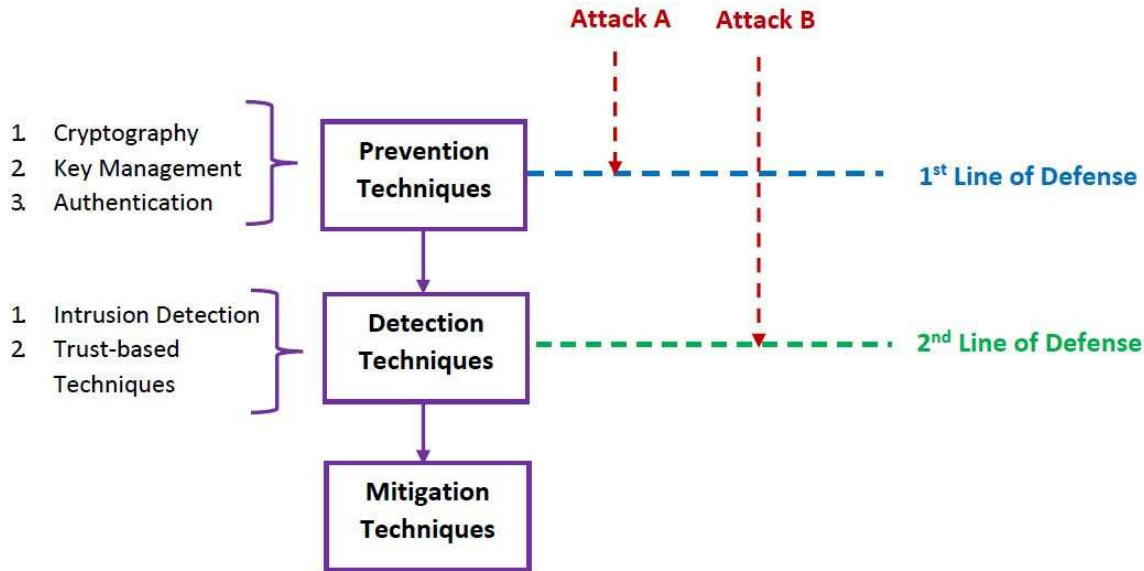 Attack A
Attack B
1. Cryptography
2. Key Management
3. Authentication
Prevention
Techniques
1st Line of Defense
1. Intrusion Detection
2. Trust-based
Techniques
Detection
Techniques
2nd Line of Defense
Mitigation
Techniques